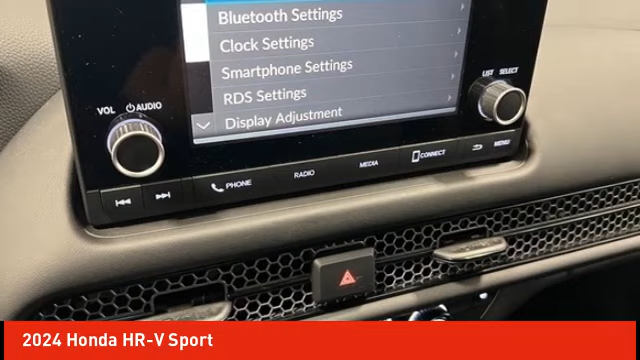 Bluetooth Settings
Clock Settings
Smartphone Settings
RDS Settings
Display Adjustment
VOL AUDIO
LIST SELECT
PHONE RADIO MEDIA CONNECT MENU
2024 Honda HR-V Sport